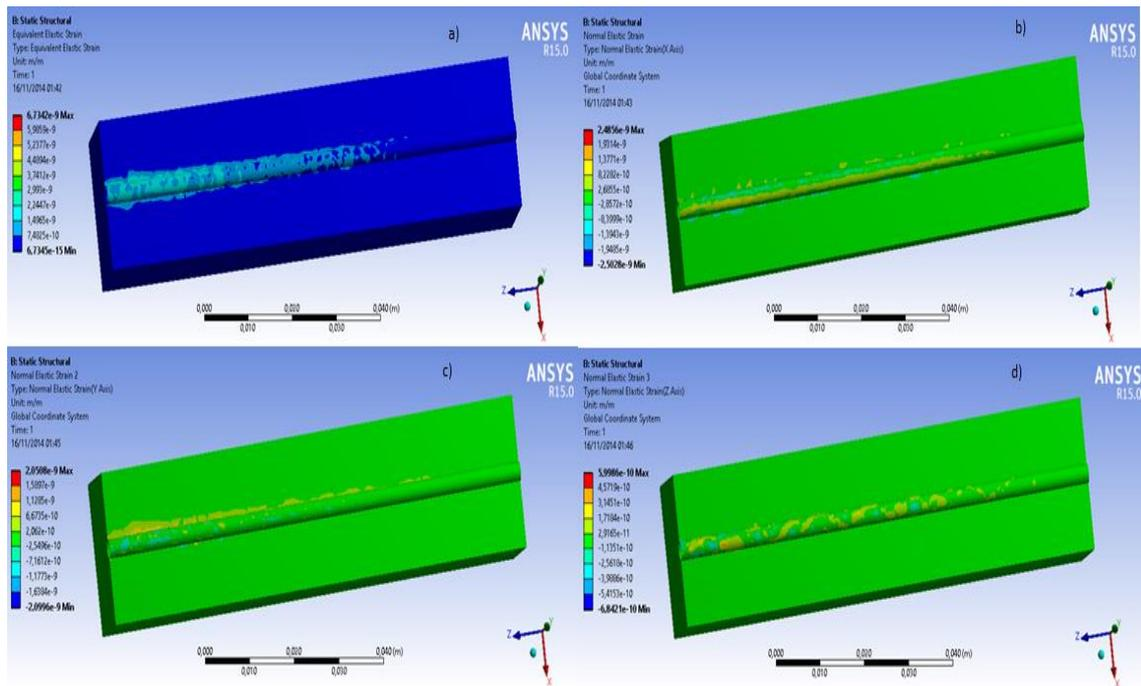 B: Static Structural
Equivalent Elastic Strain
Type: Equivalent Elastic Strain
Unit: m/m
Time: 1
16/11/2014 01:42
a)
ANSYS
R15.0
6,7342e-9 Max
5,9859e-9
5,2377e-9
4,4894e-9
3,7412e-9
2,993e-9
2,2447e-9
1,4965e-9
7,4825e-10
6,7345e-15 Min
Z
Y
X
0,000
0,020
0,040 (m)
0,010
0,030
B: Static Structural
Normal Elastic Strain
Type: Normal Elastic Strain(X Axis)
Unit: m/m
Global Coordinate System
Time: 1
16/11/2014 01:43
b)
ANSYS
R15.0
2,4856e-9 Max
1,9314e-9
1,3771e-9
8,2282e-10
2,6855e-10
-2,8572e-10
-8,3999e-10
-1,3943e-9
-1,9485e-9
-2,5028e-9 Min
Z
Y
X
0,000
0,020
0,040 (m)
0,010
0,030
B: Static Structural
Normal Elastic Strain 2
Type: Normal Elastic Strain(Y Axis)
Unit: m/m
Global Coordinate System
Time: 1
16/11/2014 01:45
c)
ANSYS
R15.0
2,0508e-9 Max
1,5897e-9
1,1285e-9
6,6735e-10
2,062e-10
-2,5496e-10
-7,1612e-10
-1,1773e-9
-1,6384e-9
-2,0996e-9 Min
Z
Y
X
0,000
0,020
0,040 (m)
0,010
0,030
B: Static Structural
Normal Elastic Strain 3
Type: Normal Elastic Strain(Z Axis)
Unit: m/m
Global Coordinate System
Time: 1
16/11/2014 01:46
d)
ANSYS
R15.0
5,9986e-10 Max
4,5719e-10
3,1451e-10
1,7184e-10
2,9165e-11
-1,1351e-10
-2,5618e-10
-3,9886e-10
-5,4153e-10
-6,8421e-10 Min
Z
Y
X
0,000
0,020
0,040 (m)
0,010
0,030